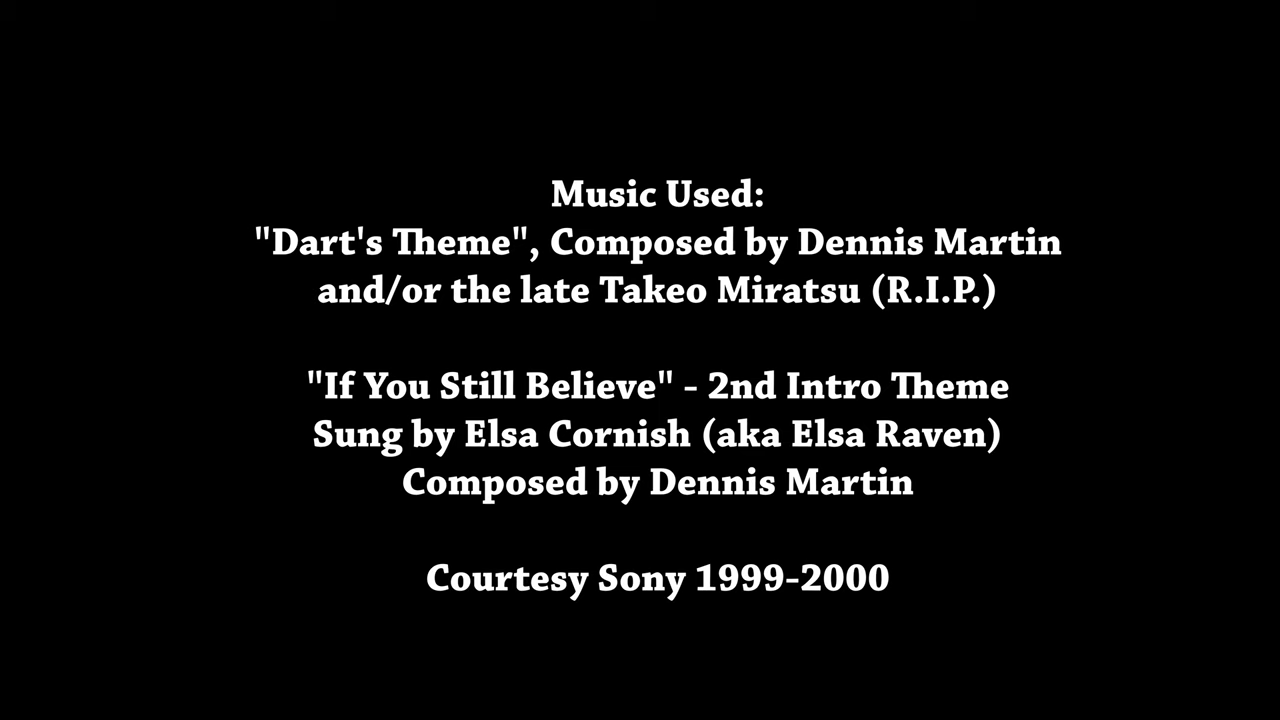 Music Used:
"Dart's Theme", Composed by Dennis Martin
and/or the late Takeo Miratsu (R.I.P.)
"If You Still Believe" - 2nd Intro Theme
Sung by Elsa Cornish (aka Elsa Raven)
Composed by Dennis Martin
Courtesy Sony 1999-2000